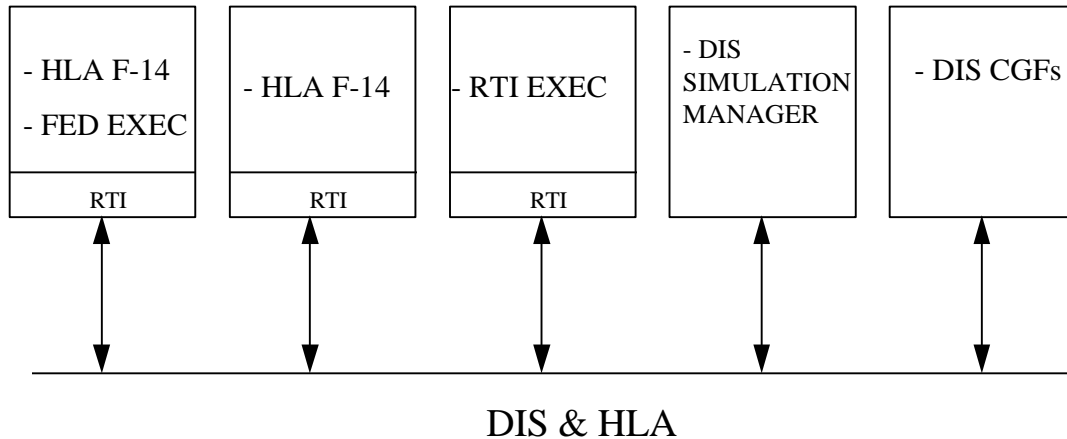 - HLA F-14
- FED EXEC
RTI
- HLA F-14
RTI
- RTI EXEC
RTI
- DIS
SIMULATION
MANAGER
- DIS CGFs
DIS & HLA